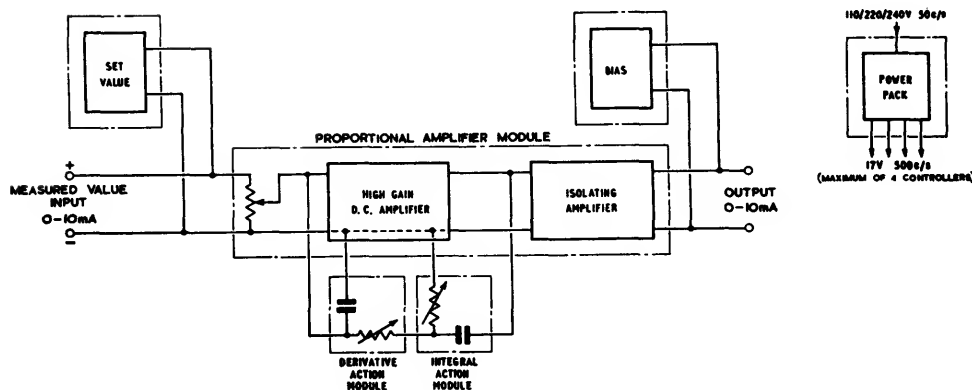 110/220/240V 50c/s
SET
VALUE
BIAS
POWER
PACK
PROPORTIONAL AMPLIFIER MODULE
17V 500c/s
(MAXIMUM OF 4 CONTROLLERS)
+
MEASURED VALUE
INPUT
0-10mA
−
HIGH GAIN
D.C. AMPLIFIER
ISOLATING
AMPLIFIER
OUTPUT
0-10mA
DERIVATIVE
ACTION
MODULE
INTEGRAL
ACTION
MODULE